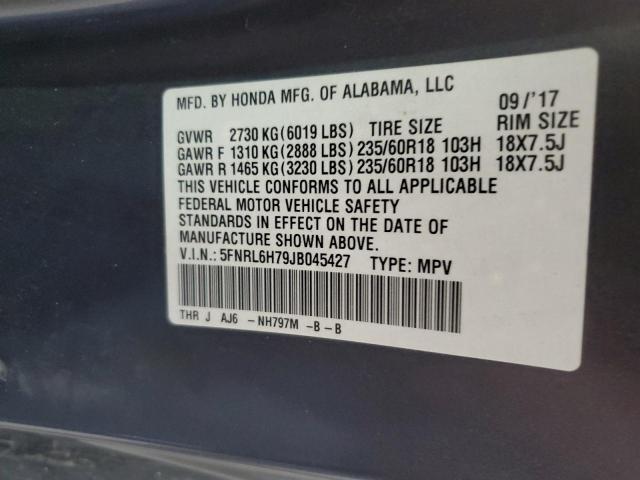 MFD. BY HONDA MFG. OF ALABAMA, LLC 09/'17
GVWR 2730 KG(6019 LBS) TIRE SIZE RIM SIZE
GAWR F 1310 KG(2888 LBS)235/60R18 103H 18X7.5J
GAWR R 1465 KG(3230 LBS)235/60R18 103H 18X7.5J
THIS VEHICLE CONFORMS TO ALL APPLICABLE
FEDERAL MOTOR VEHICLE SAFETY
STANDARDS IN EFFECT ON THE DATE OF
MANUFACTURE SHOWN ABOVE.
V.I.N.:5FNRL6H79JB045427 TYPE: MPV
THR J AJ6 -NH797M -B-B